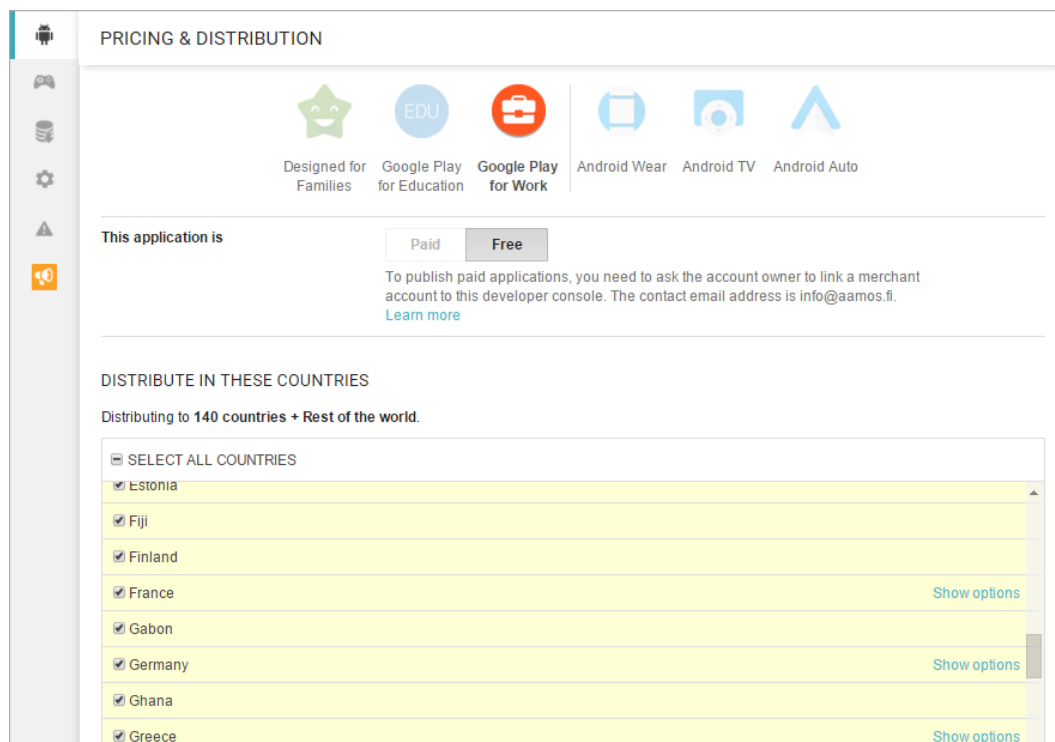 PRICING & DISTRIBUTION
EDU
Designed for Families
Google Play for Education
Google Play for Work
Android Wear
Android TV
Android Auto
This application is
Paid
Free
To publish paid applications, you need to ask the account owner to link a merchant
account to this developer console. The contact email address is info@aamos.fi.
Learn more
DISTRIBUTE IN THESE COUNTRIES
Distributing to 140 countries + Rest of the world.
SELECT ALL COUNTRIES
Estonia
Fiji
Finland
France Show options
Gabon
Germany Show options
Ghana
Greece Show options